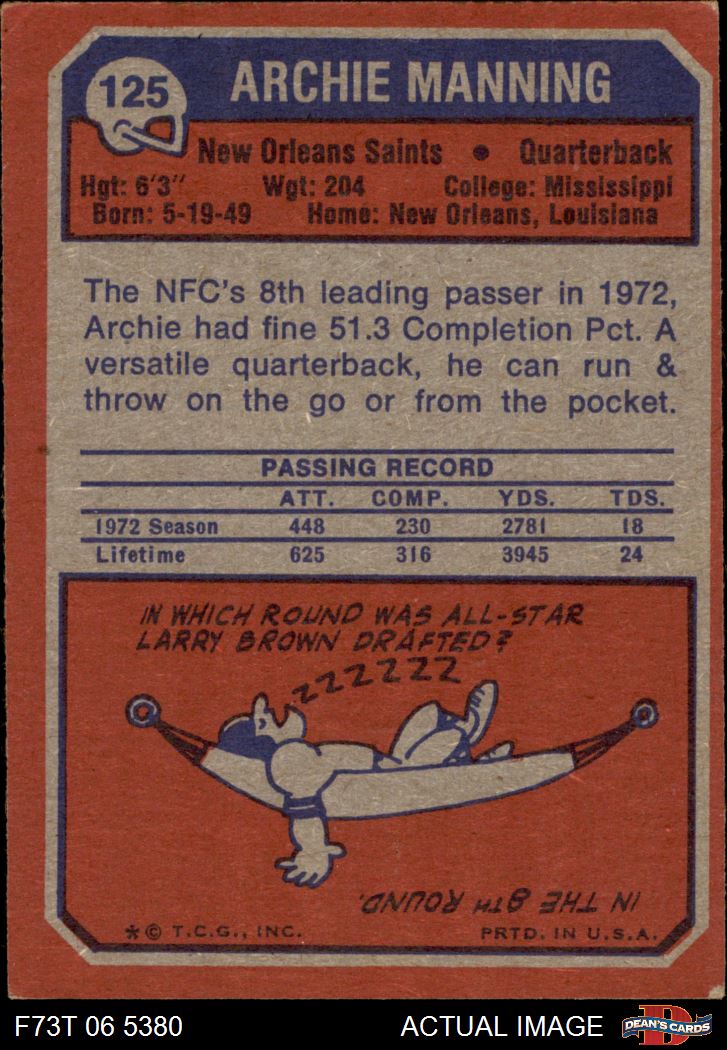 125
ARCHIE MANNING
New Orleans Saints • Quarterback
Hgt: 6'3" Wgt: 204 College: Mississippi
Born: 5-19-49 Home: New Orleans, Louisiana
The NFC's 8th leading passer in 1972,
Archie had fine 51.3 Completion Pct. A
versatile quarterback, he can run &
throw on the go or from the pocket.
PASSING RECORD
ATT. COMP. YDS. TDS.
1972 Season 448 230 2781 18
Lifetime 625 316 3945 24
IN WHICH ROUND WAS ALL-STAR
LARRY BROWN DRAFTED?
ZZZZZZZ
IN THE 8TH ROUND.
*© T.C.G., INC. PRTD. IN U.S.A.
F73T 06 5380 ACTUAL IMAGE
D
DEAN'S CARDS